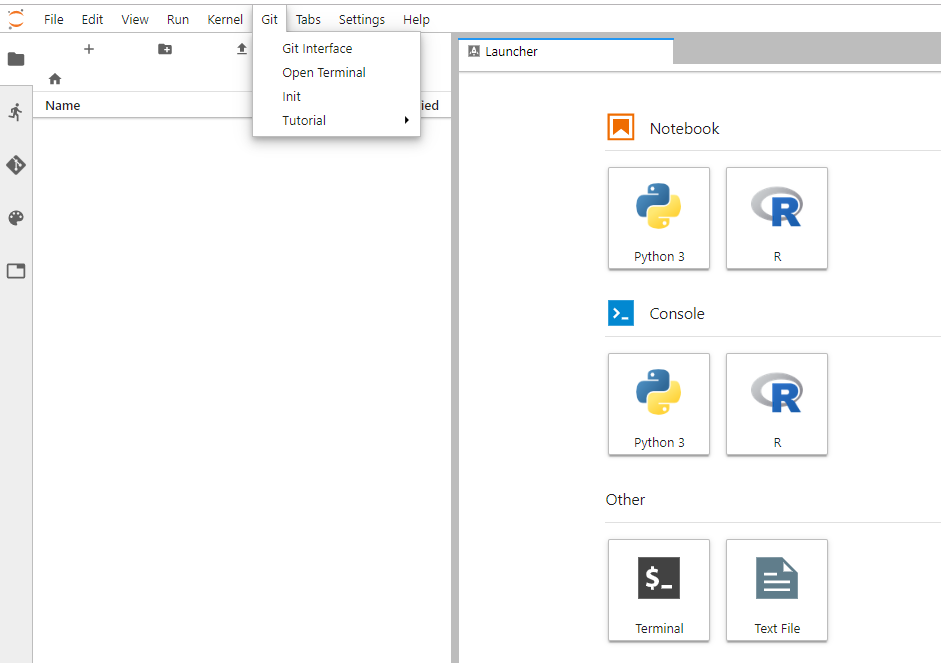 File Edit View Run Kernel Git Tabs Settings Help
Git Interface
Open Terminal
Init
Tutorial
Name
ied
Launcher
Notebook
Python 3
R
Console
Python 3
R
Other
$_
Terminal
Text File